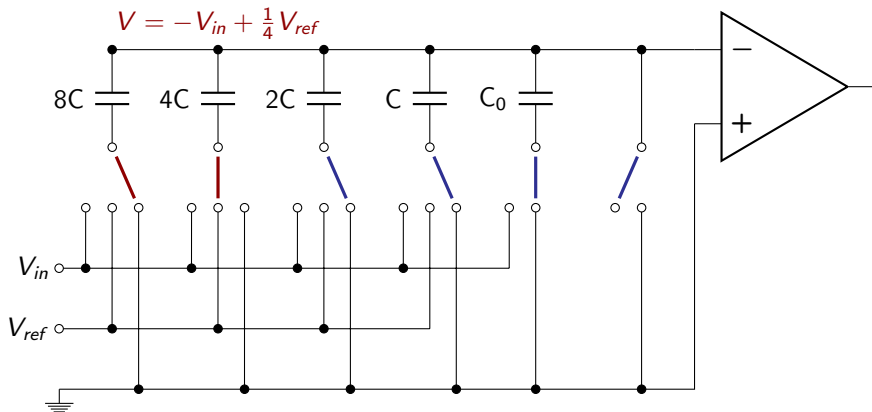 V = −V_in + 1/4 V_ref
8C 4C 2C C C₀
−
+
V_in
V_ref